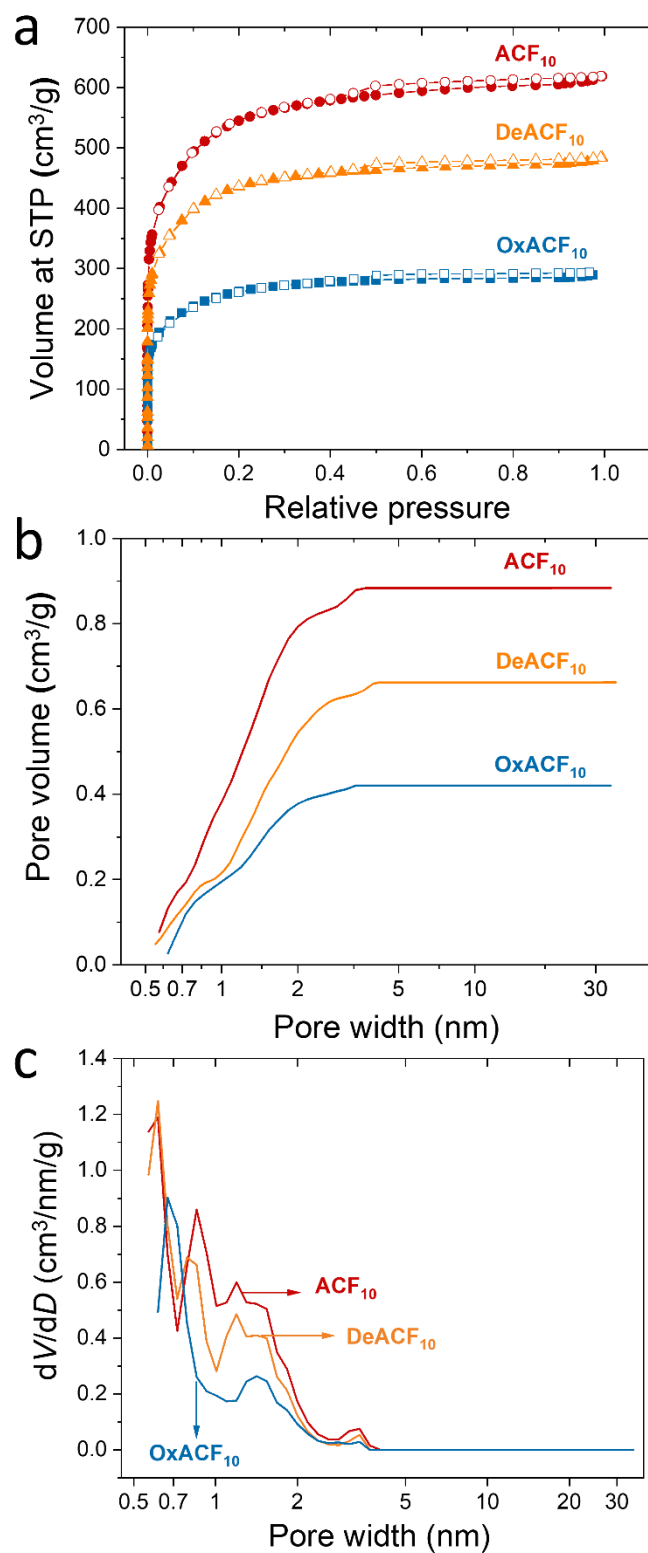 a
700
600
500
400
300
200
100
0
Volume at STP (cm³/g)
ACF₁₀
DeACF₁₀
OxACF₁₀
0.0 0.2 0.4 0.6 0.8 1.0
Relative pressure
b
1.0
0.8
0.6
0.4
0.2
0.0
Pore volume (cm³/g)
ACF₁₀
DeACF₁₀
OxACF₁₀
0.5 0.7 1 2 5 10 30
Pore width (nm)
c
1.4
1.2
1.0
0.8
0.6
0.4
0.2
0.0
dV/dD (cm³/nm/g)
ACF₁₀
DeACF₁₀
OxACF₁₀
0.5 0.7 1 2 5 10 20 30
Pore width (nm)